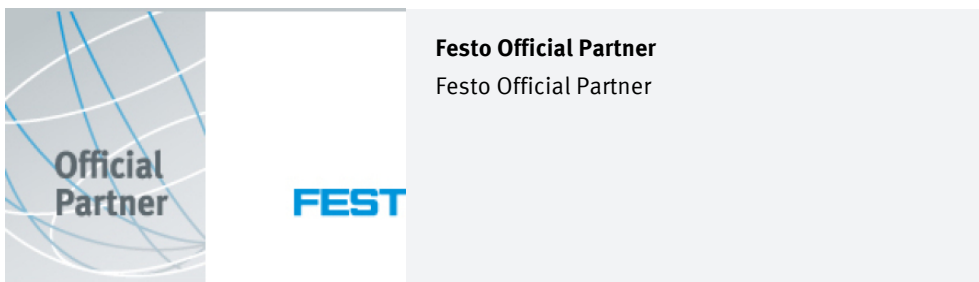 Official
Partner
FEST
Festo Official Partner
Festo Official Partner